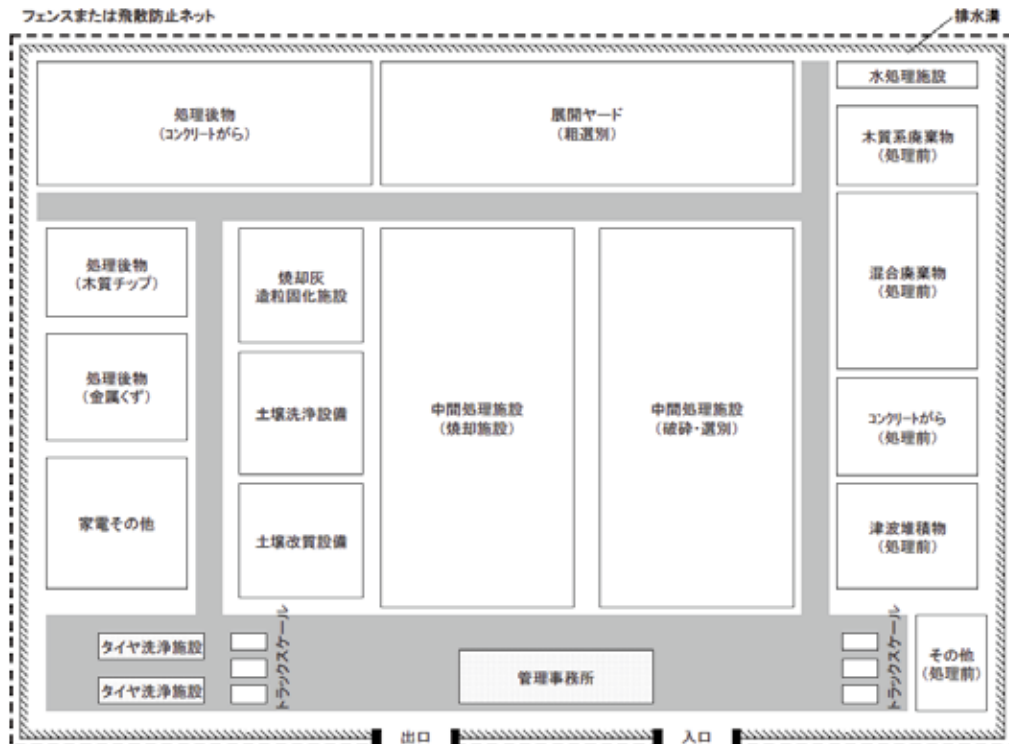 フェンスまたは飛散防止ネット
排水溝
処理後物
(コンクリートがら)
展開ヤード
(粗選別)
水処理施設
木質系廃棄物
(処理前)
混合廃棄物
(処理前)
処理後物
(木質チップ)
焼却灰
造粒固化施設
処理後物
(金属くず)
土壌洗浄設備
中間処理施設
(焼却施設)
中間処理施設
(破砕・選別)
コンクリートがら
(処理前)
家電その他
土壌改質設備
津波堆積物
(処理前)
タイヤ洗浄施設
タイヤ洗浄施設
トラックスケール
管理事務所
トラックスケール
その他
(処理前)
出口
入口